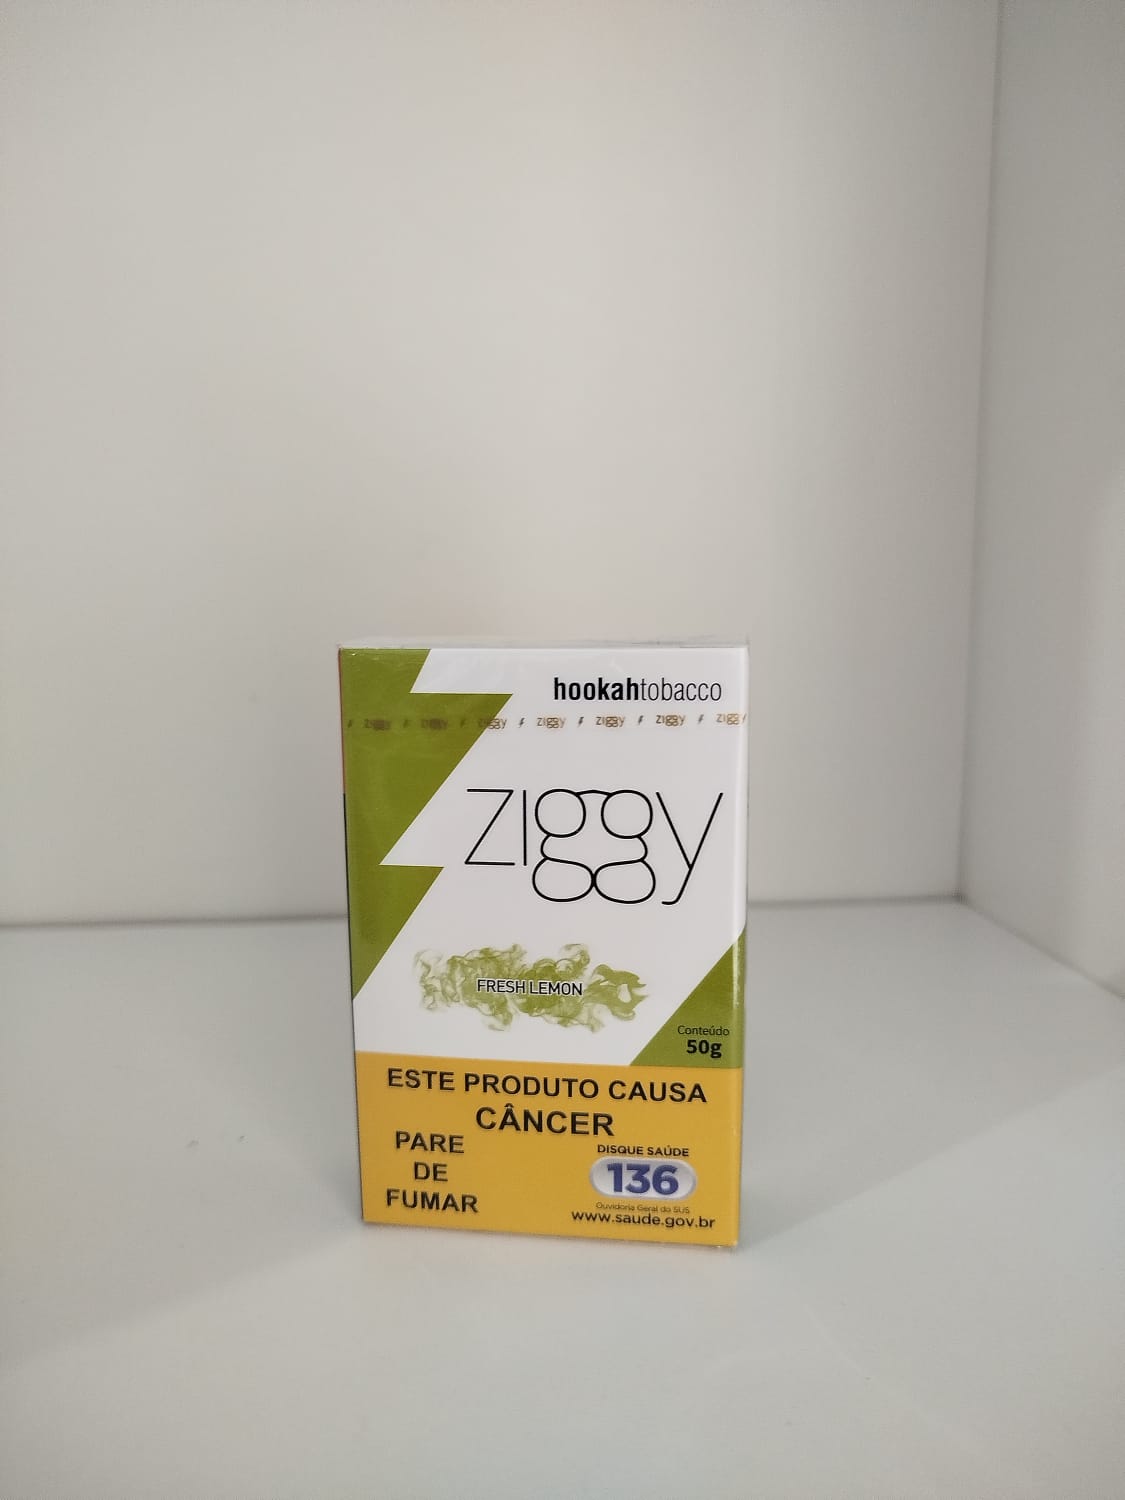 hookahtobacco
ziggy ziggy ziggy ziggy ziggy ziggy ziggy
ziggy
FRESH LEMON
Conteúdo
50g
ESTE PRODUTO CAUSA
CÂNCER
PARE
DE
FUMAR
DISQUE SAÚDE
136
Ouvidoria Geral do SUS
www.saude.gov.br